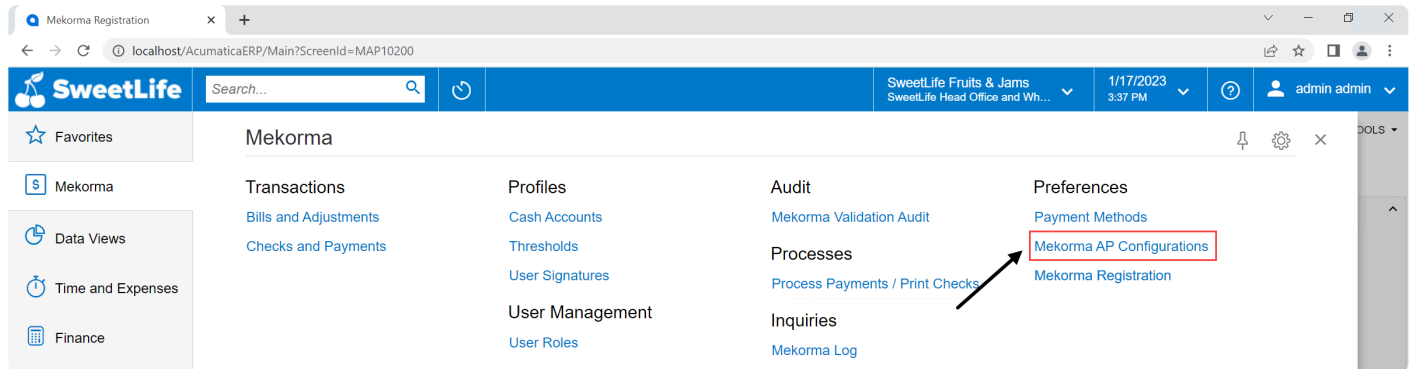 Mekorma Registration
localhost/AcumaticaERP/Main?ScreenId=MAP10200
SweetLife
Search...
SweetLife Fruits & Jams
SweetLife Head Office and Wh...
1/17/2023
3:37 PM
admin admin
Favorites
Mekorma
Data Views
Time and Expenses
Finance
Mekorma
OOLS
Transactions
Bills and Adjustments
Checks and Payments
Profiles
Cash Accounts
Thresholds
User Signatures
User Management
User Roles
Audit
Mekorma Validation Audit
Processes
Process Payments / Print Checks
Inquiries
Mekorma Log
Preferences
Payment Methods
Mekorma AP Configurations
Mekorma Registration